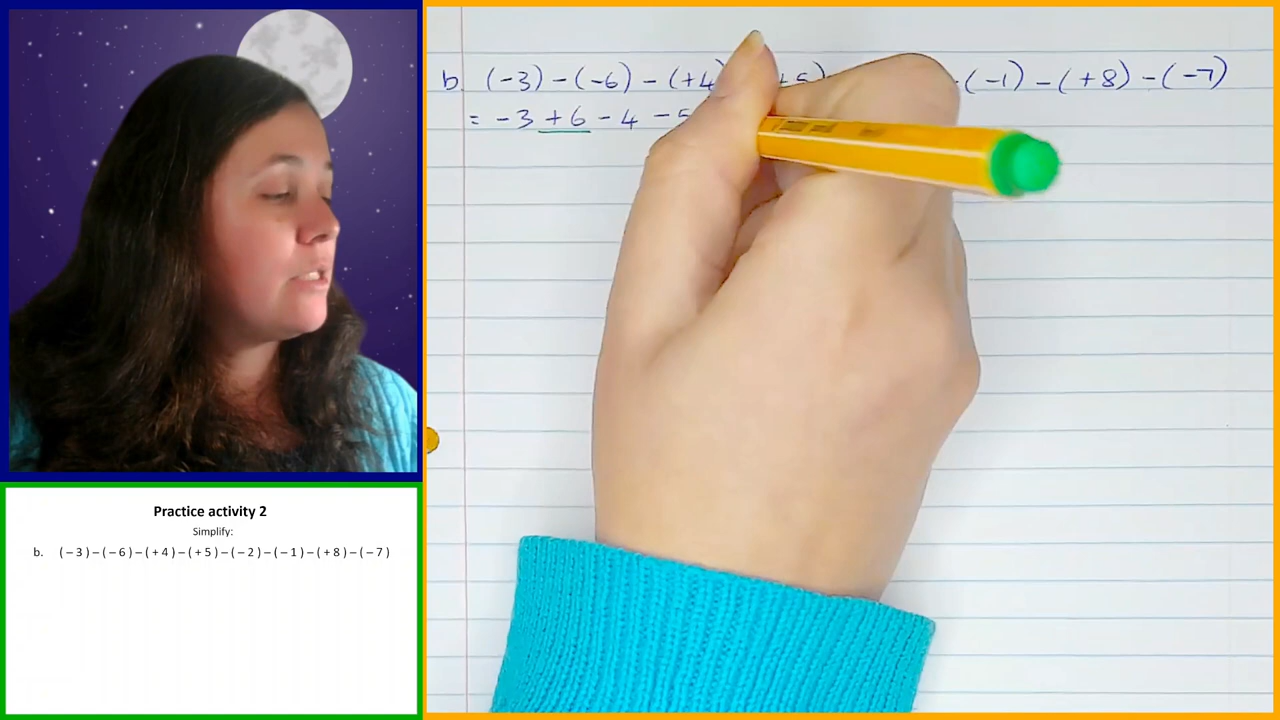 b. (-3) - (-6) - (+4) +5) (-1) - (+8) - (-7)
= -3 +6 - 4 - 5
Practice activity 2
Simplify:
b. ( – 3 ) – ( – 6 ) – ( + 4 ) – ( + 5 ) – ( – 2 ) – ( – 1 ) – ( + 8 ) – ( – 7 )